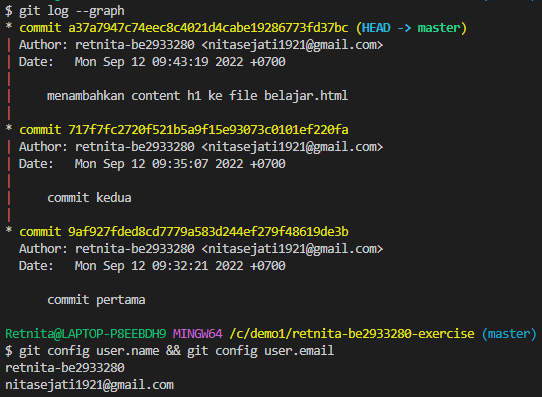 $ git log --graph
* commit a37a7947c74eec8c4021d4cabe19286773fd37bc (HEAD -> master)
| Author: retnita-be2933280 <nitasejati1921@gmail.com>
| Date:   Mon Sep 12 09:43:19 2022 +0700
|
|     menambahkan content h1 ke file belajar.html
|
* commit 717f7fc2720f521b5a9f15e93073c0101ef220fa
| Author: retnita-be2933280 <nitasejati1921@gmail.com>
| Date:   Mon Sep 12 09:35:07 2022 +0700
|
|     commit kedua
|
* commit 9af927fded8cd7779a583d244ef279f48619de3b
  Author: retnita-be2933280 <nitasejati1921@gmail.com>
  Date:   Mon Sep 12 09:32:21 2022 +0700

      commit pertama

Retnita@LAPTOP-P8EEBDH9 MINGW64 /c/demo1/retnita-be2933280-exercise (master)
$ git config user.name && git config user.email
retnita-be2933280
nitasejati1921@gmail.com